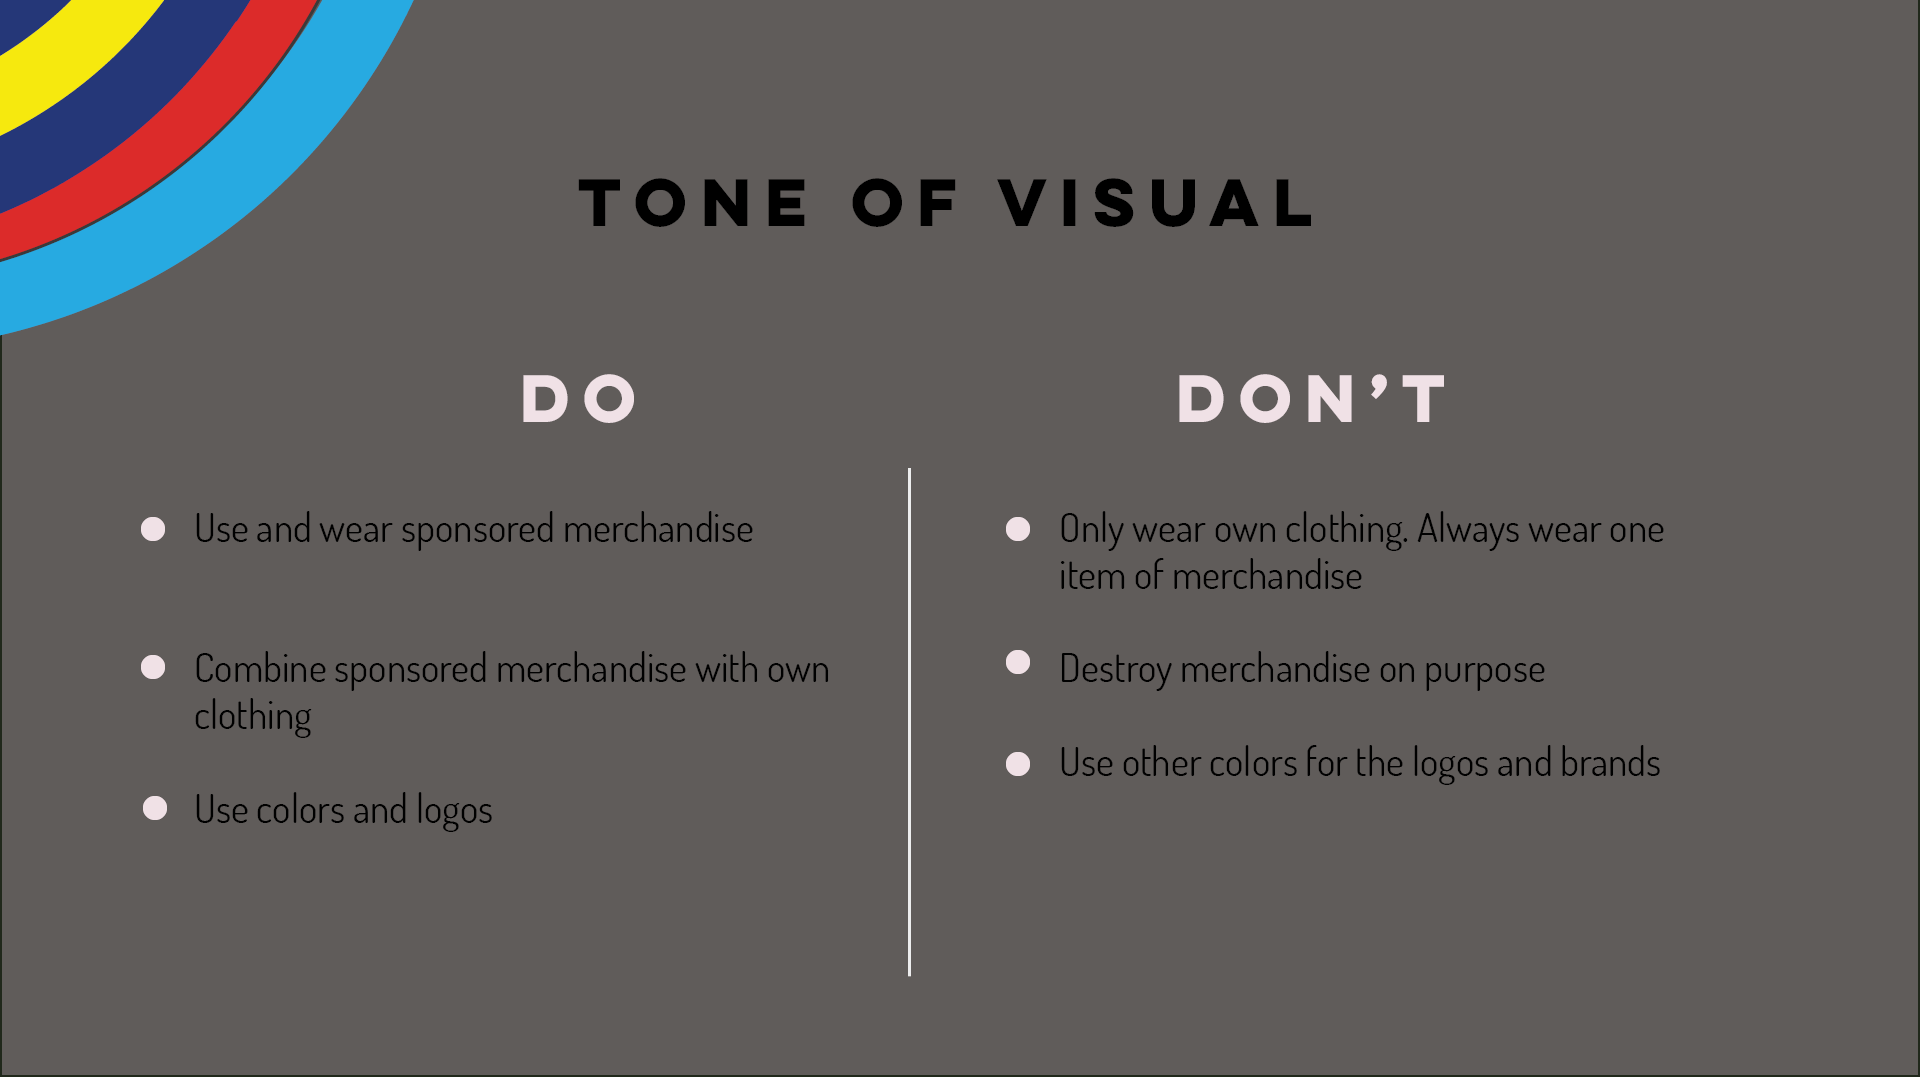 TONE OF VISUAL
DO
Use and wear sponsored merchandise
Combine sponsored merchandise with own
clothing
Use colors and logos
DON’T
Only wear own clothing. Always wear one
item of merchandise
Destroy merchandise on purpose
Use other colors for the logos and brands